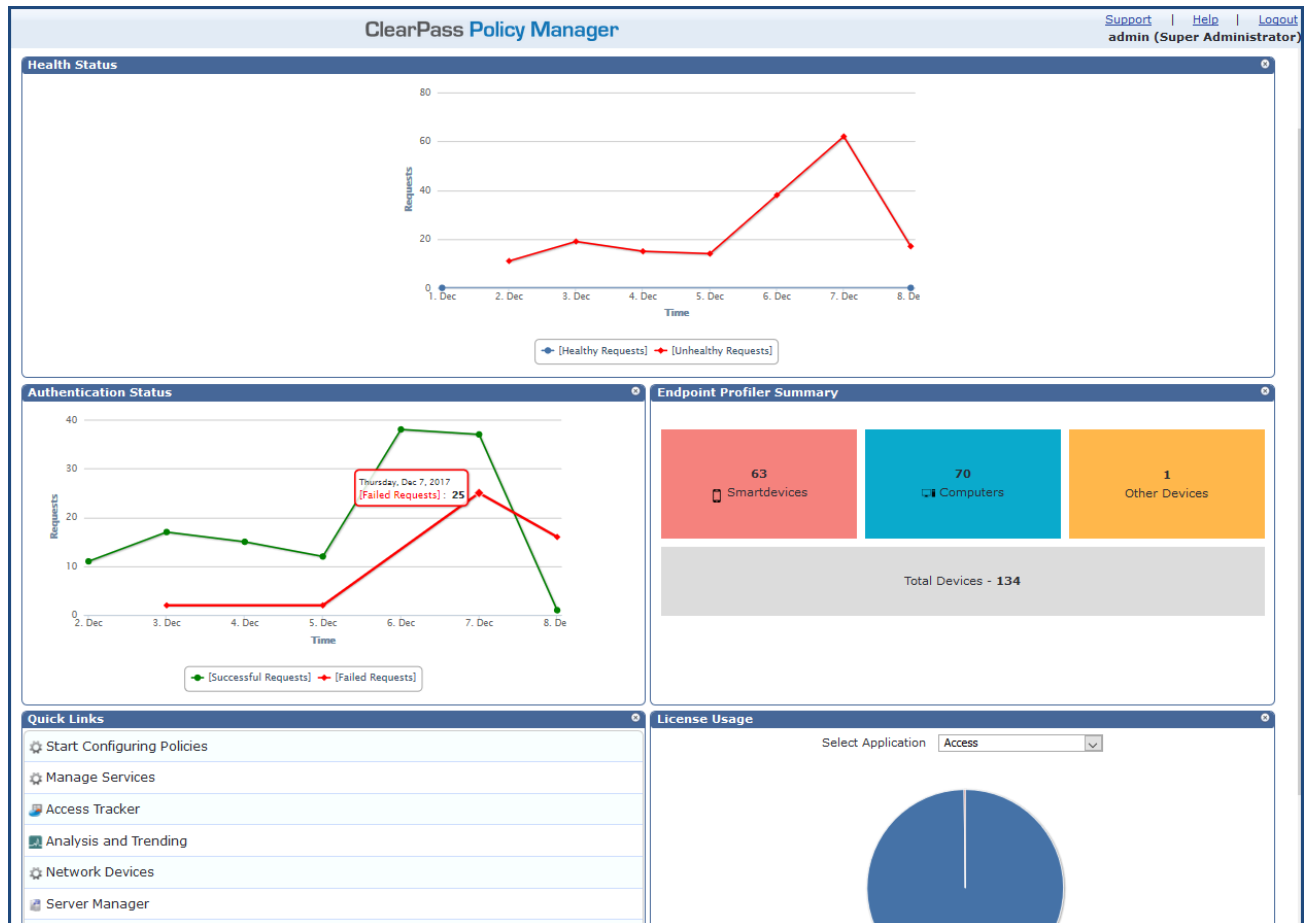 ClearPass Policy Manager
Support | Help | Logout
admin (Super Administrator)
Health Status
80
60
40
20
0
Requests
1. Dec 2. Dec 3. Dec 4. Dec 5. Dec 6. Dec 7. Dec 8. De
Time
[Healthy Requests] [Unhealthy Requests]
Authentication Status
40
30
20
10
0
Requests
Thursday, Dec 7, 2017
[Failed Requests] : 25
2. Dec 3. Dec 4. Dec 5. Dec 6. Dec 7. Dec 8. De
Time
[Successful Requests] [Failed Requests]
Endpoint Profiler Summary
63
Smartdevices
70
Computers
1
Other Devices
Total Devices - 134
Quick Links
Start Configuring Policies
Manage Services
Access Tracker
Analysis and Trending
Network Devices
Server Manager
License Usage
Select Application Access